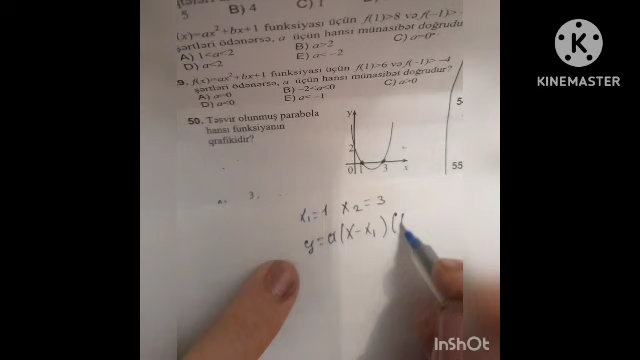 5 B) 4 C) 1
(x)=ax²+bx+1 funksiyası üçün f(1)>8 və f(−1)>
şərtləri ödənərsə, a üçün hansı münasibət doğrudu
A) 1<a<2 B) a>2 C) a=0
D) a<2 E) a<−2
9. f(x)=ax²+bx+1 funksiyası üçün f(1)>6 və f(−1)>−4
şərtləri ödənərsə, a üçün hansı münasibət doğrudur?
A) a=0 B) −2<a<0 C) a>0
D) a<0 E) a<−1
50. Təsvir olunmuş parabola
hansı funksiyanın
qrafikidir?
y
2
0 1 3 x
5
55
3.
x₁=1 x₂=3
y=a(x−x₁)(
KINEMASTER
InShOt